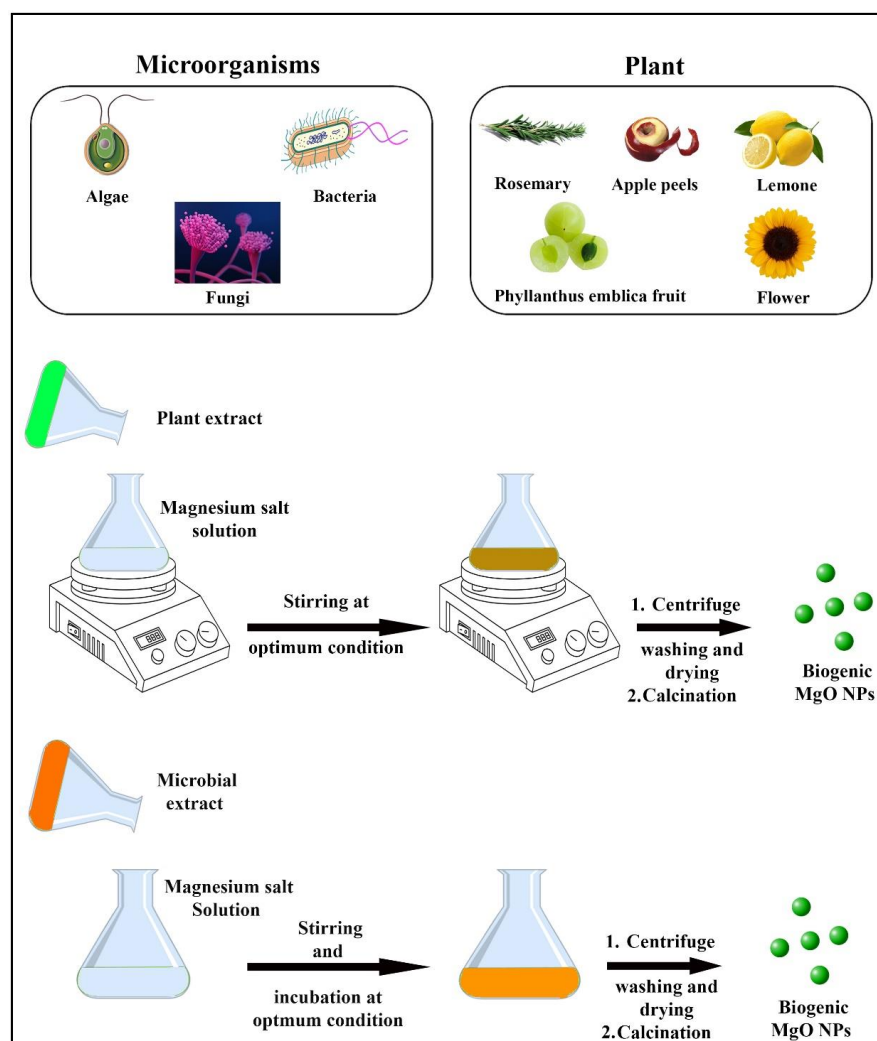 Microorganisms
Plant
Algae
Bacteria
Fungi
Rosemary
Apple peels
Lemone
Phyllanthus emblica fruit
Flower
Plant extract
Magnesium salt
solution
Stirring at
optimum condition
1. Centrifuge
washing and
drying
2.Calcination
Biogenic
MgO NPs
Microbial
extract
Magnesium salt
Solution
Stirring
and
incubation at
optmum condition
1. Centrifuge
washing and
drying
2.Calcination
Biogenic
MgO NPs